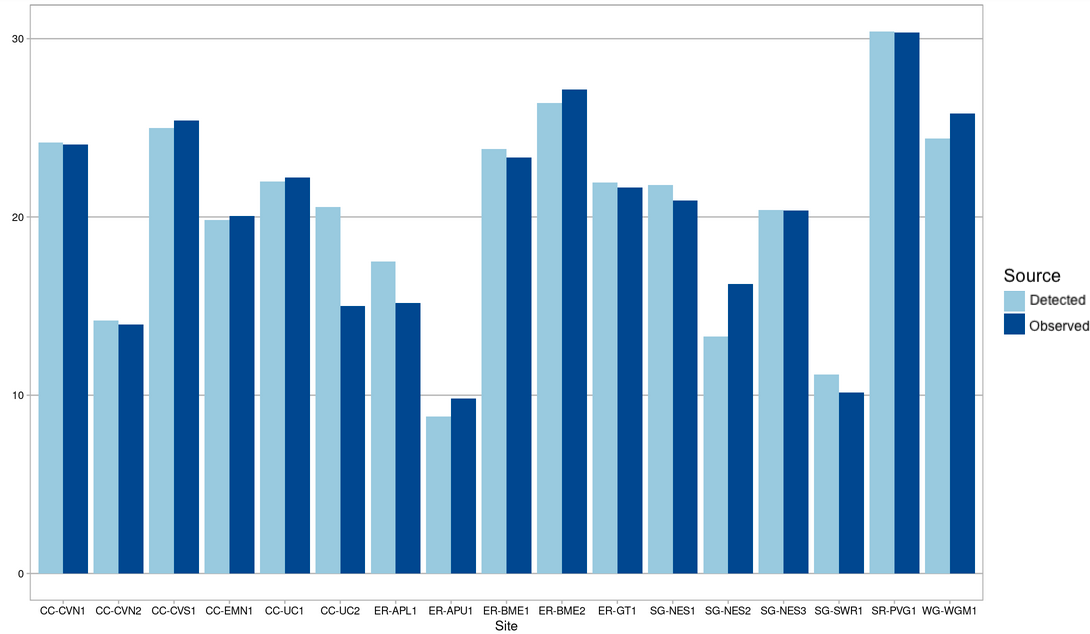 30
20
10
0
CC-CVN1 CC-CVN2 CC-CVS1 CC-EMN1 CC-UC1 CC-UC2 ER-APL1 ER-APU1 ER-BME1 ER-BME2 ER-GT1 SG-NES1 SG-NES2 SG-NES3 SG-SWR1 SR-PVG1 WG-WGM1
Site
Source
Detected
Observed